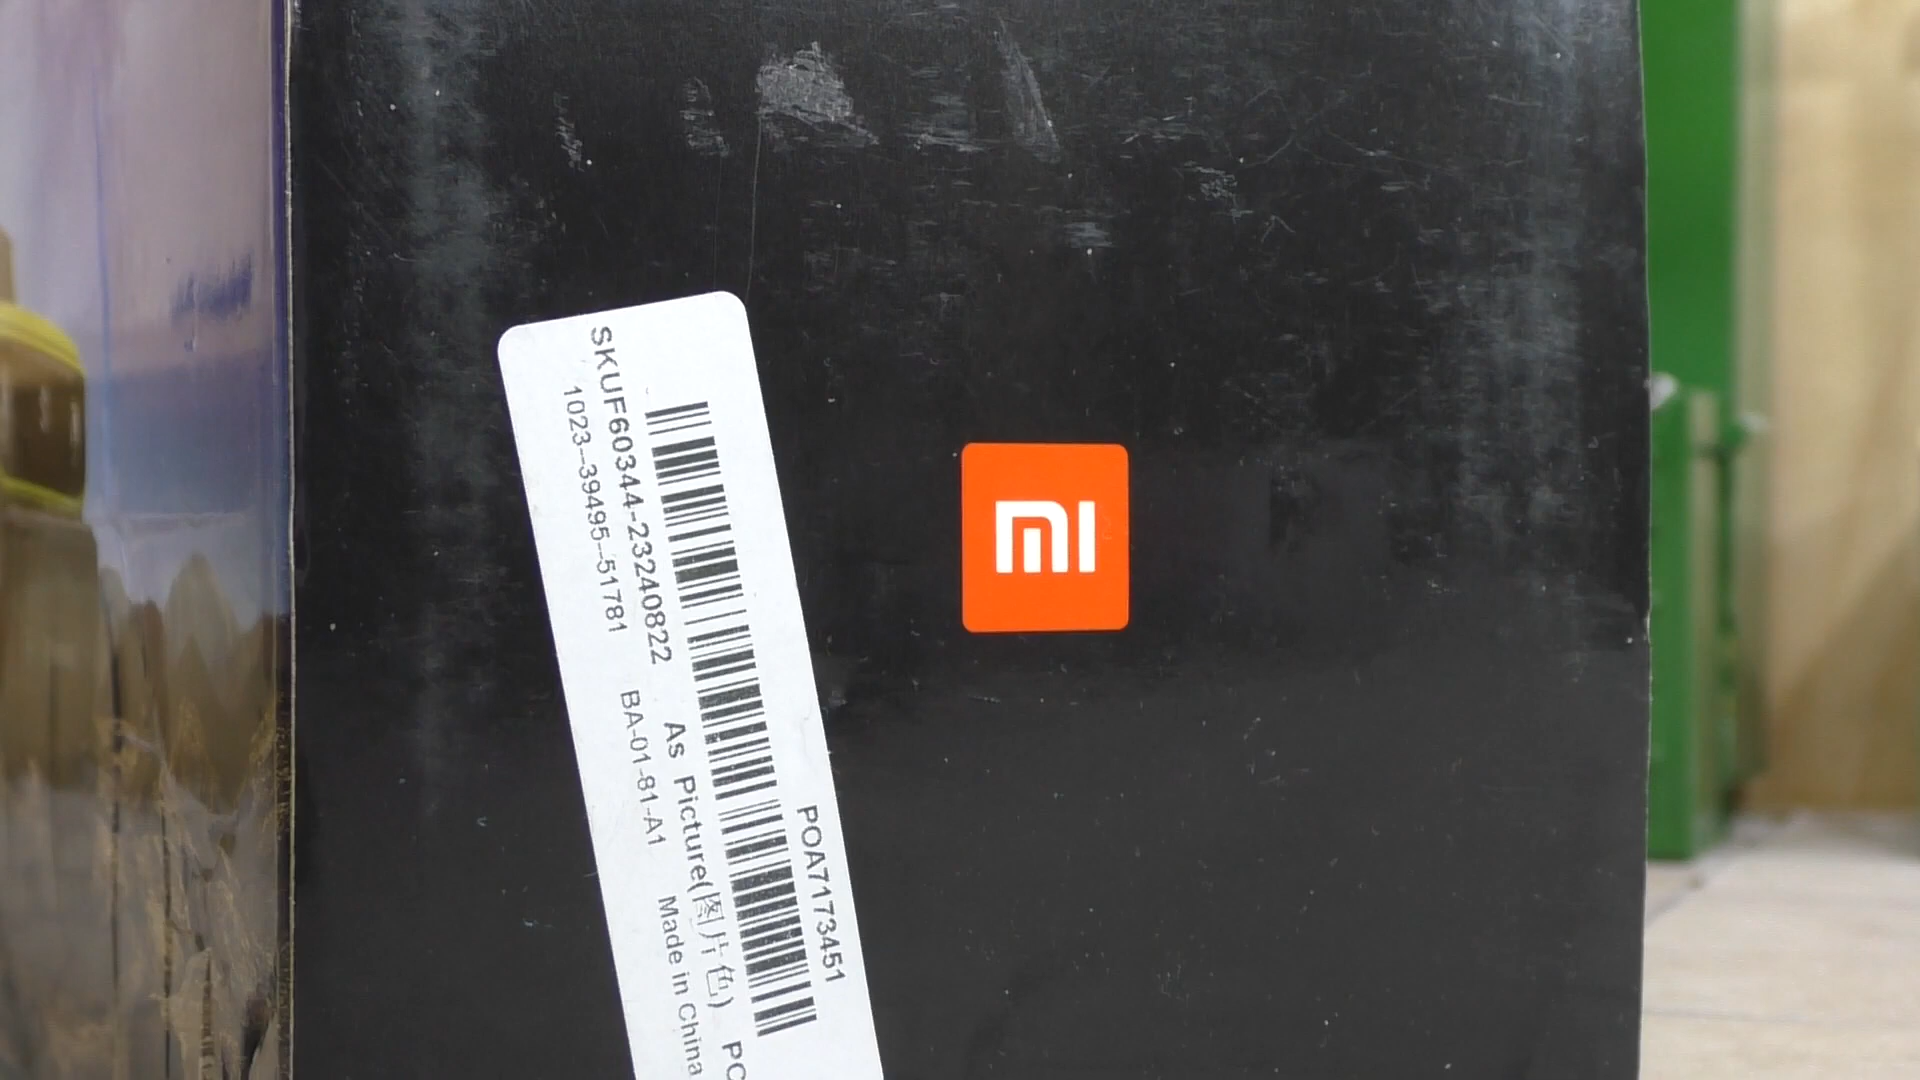 POA7173451
SKUF60344-23240822 As Picture(图片色) PC
1023--39495--51781 BA-01-81-A1 Made in China
mi